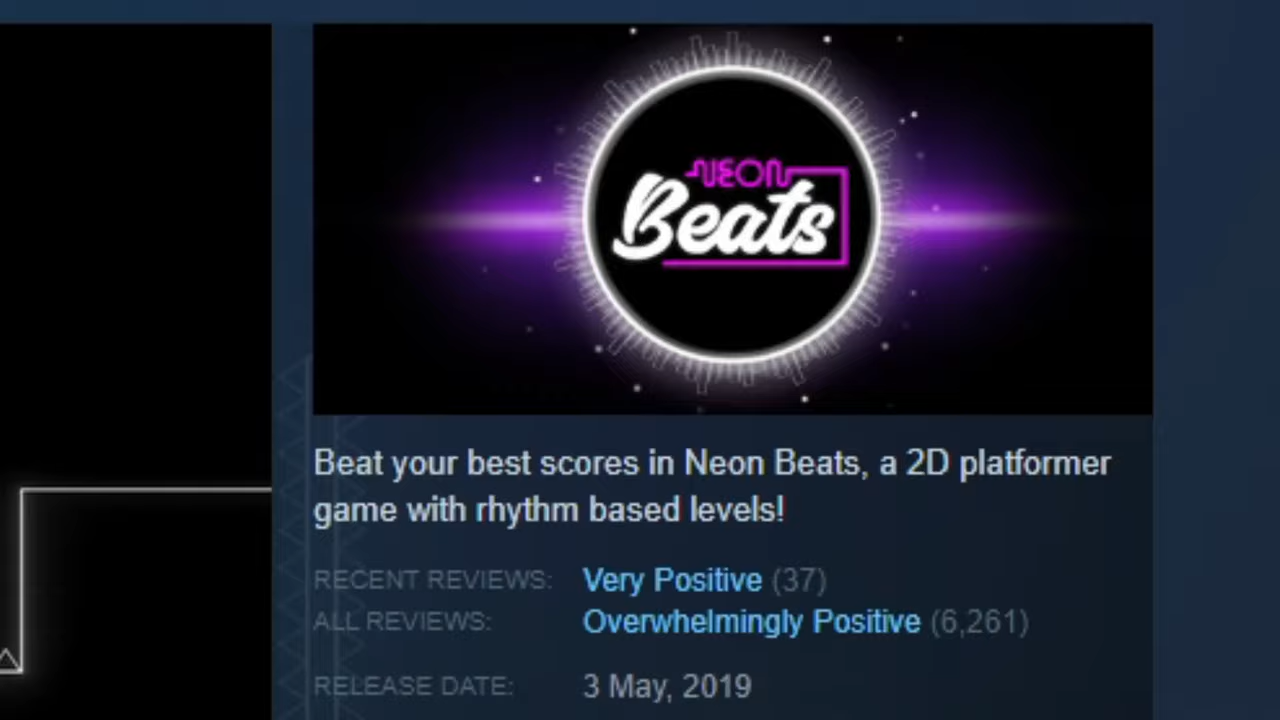 NEON
Beats
Beat your best scores in Neon Beats, a 2D platformer
game with rhythm based levels!
RECENT REVIEWS: Very Positive (37)
ALL REVIEWS: Overwhelmingly Positive (6,261)
RELEASE DATE: 3 May, 2019